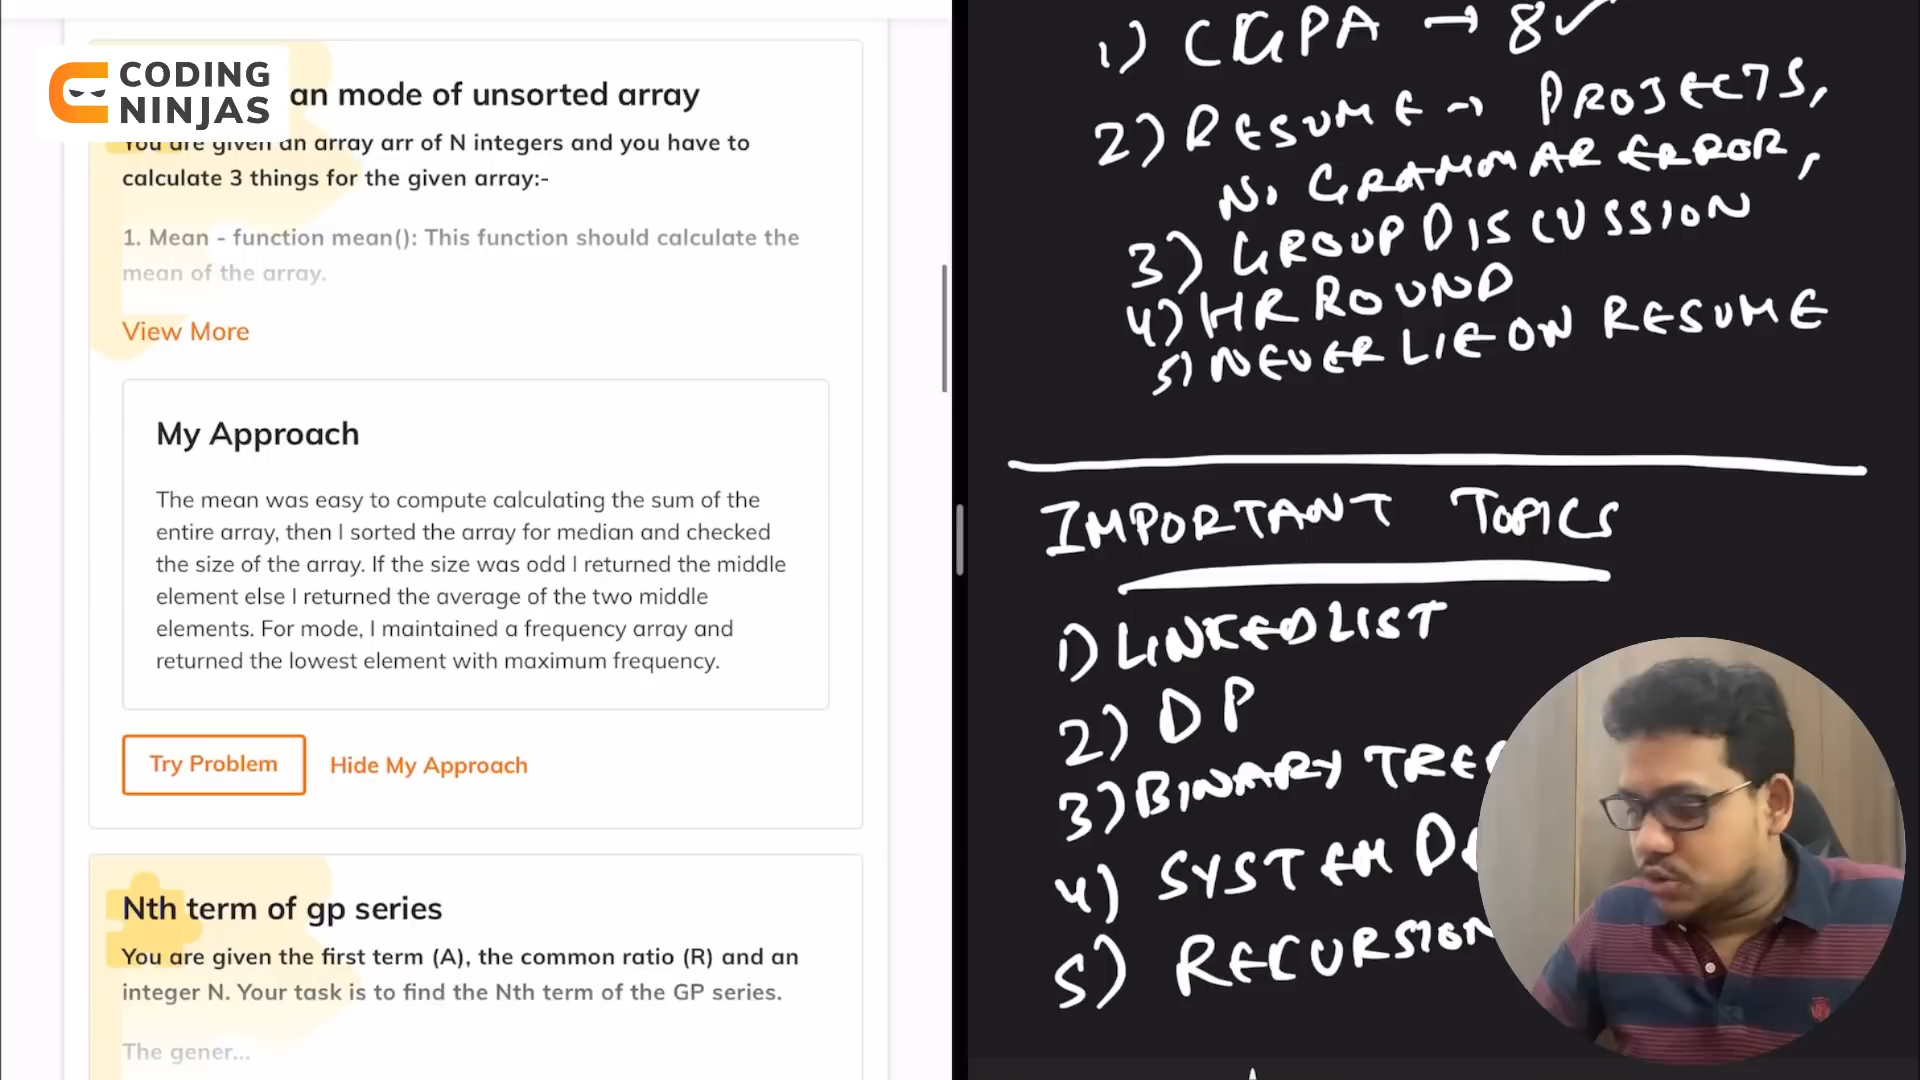 CODING
NINJAS
an mode of unsorted array
You are given an array arr of N integers and you have to
calculate 3 things for the given array:-
1. Mean - function mean(): This function should calculate the
mean of the array.
View More
My Approach
The mean was easy to compute calculating the sum of the
entire array, then I sorted the array for median and checked
the size of the array. If the size was odd I returned the middle
element else I returned the average of the two middle
elements. For mode, I maintained a frequency array and
returned the lowest element with maximum frequency.
Try Problem Hide My Approach
Nth term of gp series
You are given the first term (A), the common ratio (R) and an
integer N. Your task is to find the Nth term of the GP series.
The gener...
1) CGPA → 8 ✓
2) RESUME → PROJECTS,
NO GRAMMAR ERROR,
3) GROUP DISCUSSION
4) HR ROUND
5) NEVER LIE ON RESUME
IMPORTANT TOPICS
1) LINKEDLIST
2) DP
3) BINARY TREE
4) SYSTEM
5) RECURSION